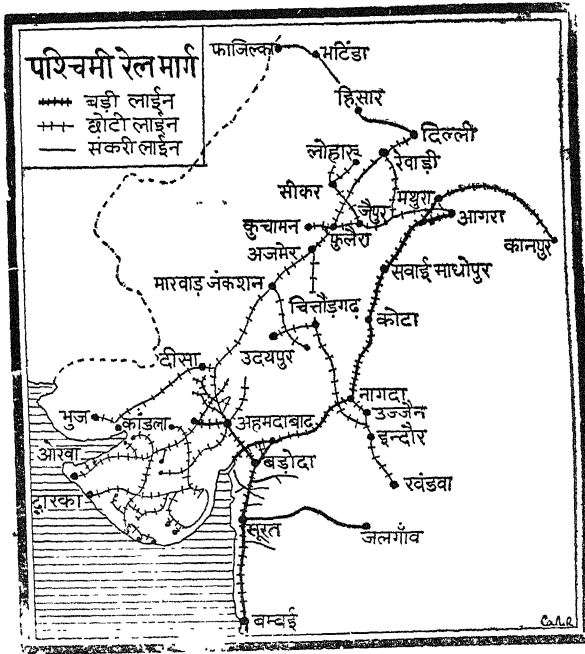 पश्चिमी रेल मार्ग
बड़ी लाईन
छोटी लाईन
संकरी लाईन
फाजिल्का
भटिंडा
हिसार
दिल्ली
लोहारू
रेवाड़ी
सीकर
मथुरा
जैपुर
आगरा
कुचामन
फुलैरा
कानपुर
अजमेर
सवाई माधोपुर
मारवाड़ जंकशन
चित्तौड़गढ़
कोटा
उदयपुर
दीसा
नागदा
उज्जैन
भुज
कांडला
अहमदाबाद
इन्दौर
ओखा
बड़ोदा
खंडवा
द्वारका
सूरत
जलगाँव
बम्बई